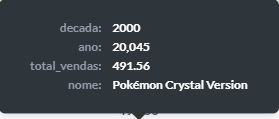 decada: 2000
ano: 20,045
total_vendas: 491.56
nome: Pokémon Crystal Version